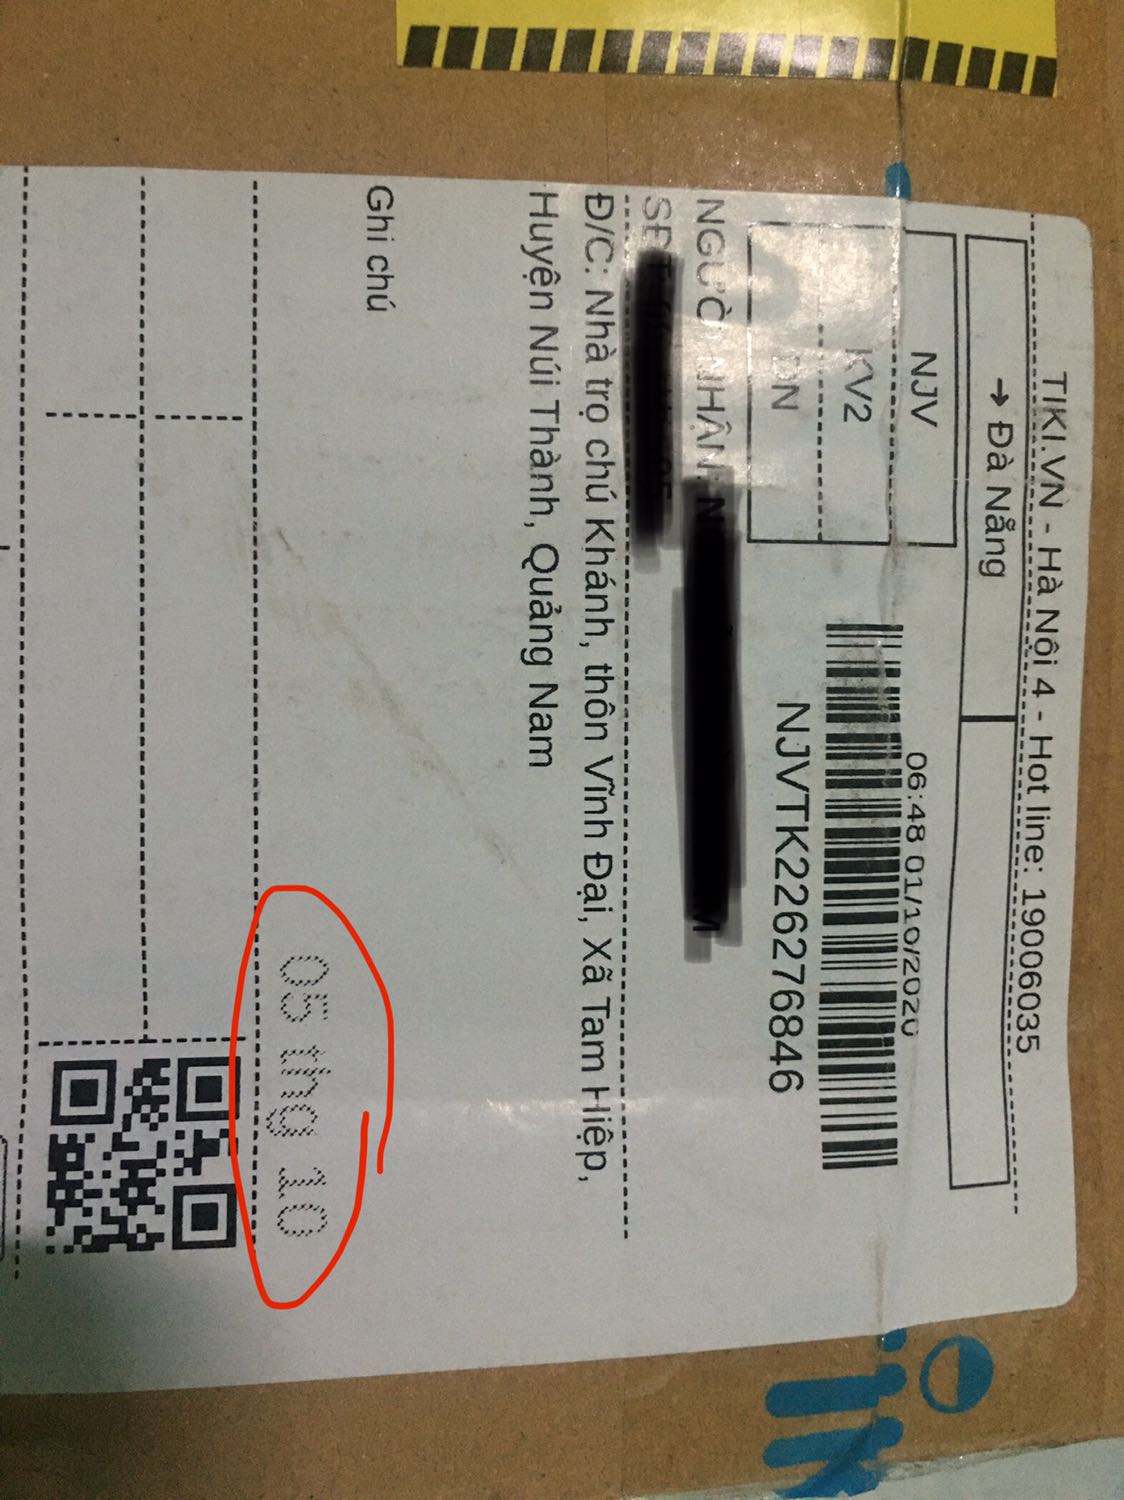 TIKI.VN - Hà Nội 4 - Hot line: 19006035
➔ Đà Nẵng
06:48 01/10/2020
NJV
KV2
ĐN
NJVTK226276846
NGƯỜI NHẬN: N
SĐT
Đ/C: Nhà trọ chú Khánh, thôn Vĩnh Đại, Xã Tam Hiệp,
Huyện Núi Thành, Quảng Nam
Ghi chú
05 thg 10